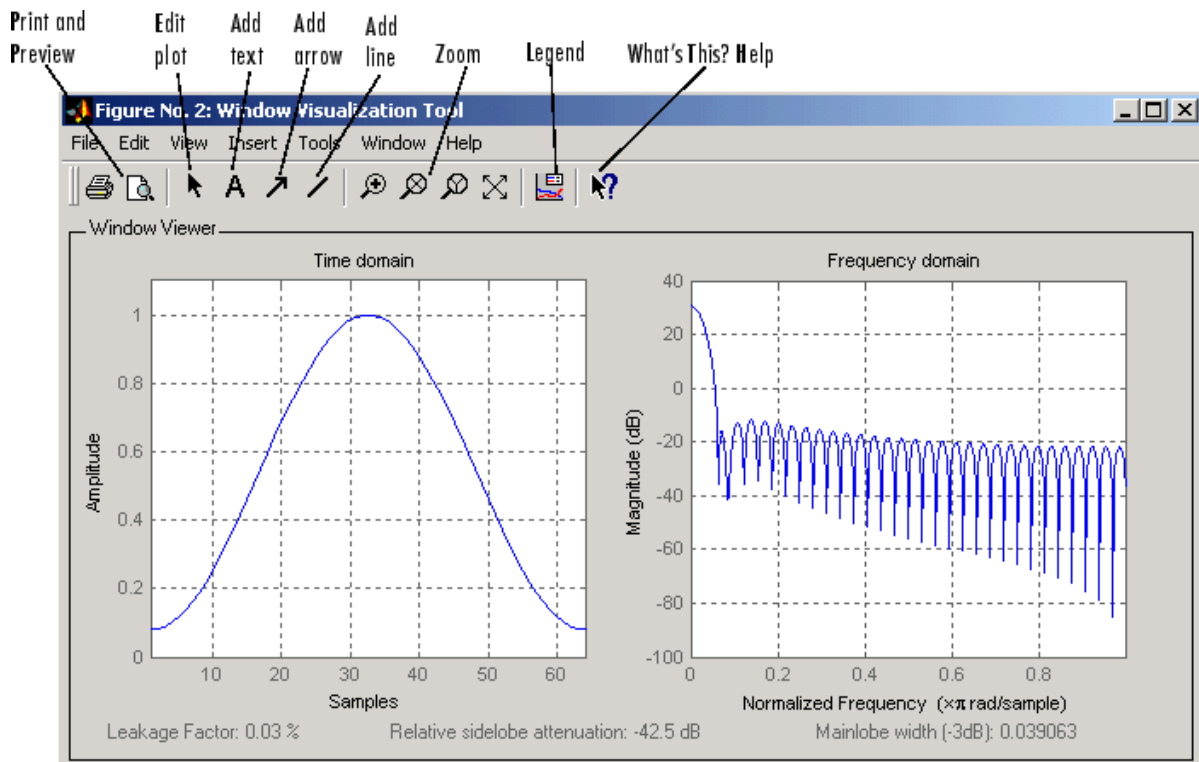 Print and Preview
Edit plot
Add text
Add arrow
Add line
Zoom
Legend
What's This? Help
Figure No. 2: Window Visualization Tool
File Edit View Insert Tools Window Help
A
Window Viewer
Time domain
Amplitude
1
0.8
0.6
0.4
0.2
0
10 20 30 40 50 60
Samples
Frequency domain
Magnitude (dB)
40
20
0
-20
-40
-60
-80
-100
0 0.2 0.4 0.6 0.8
Normalized Frequency (×π rad/sample)
Leakage Factor: 0.03 % Relative sidelobe attenuation: -42.5 dB Mainlobe width (-3dB): 0.039063